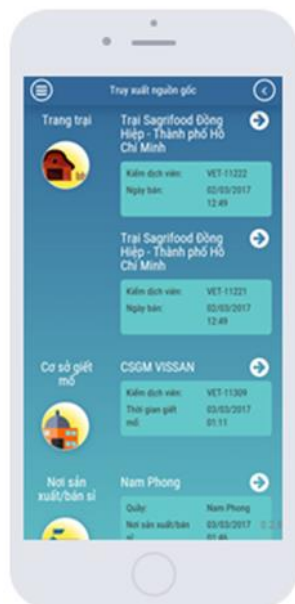 Truy xuất nguồn gốc
Trang trại
Trại Sagrifood Đồng
Hiệp - Thành phố Hồ
Chí Minh
Kiểm dịch viên: VET-11222
Ngày bán: 02/03/2017
12:49
Trại Sagrifood Đồng
Hiệp - Thành phố Hồ
Chí Minh
Kiểm dịch viên: VET-11221
Ngày bán: 02/03/2017
12:49
Cơ sở giết
mổ
CSGM VISSAN
Kiểm dịch viên: VET-11309
Thời gian giết 03/03/2017
mổ: 01:11
Nơi sản
xuất/bán sỉ
Nam Phong
Quầy: Nam Phong
Nơi sản xuất/bán 03/03/2017
sỉ 01:46